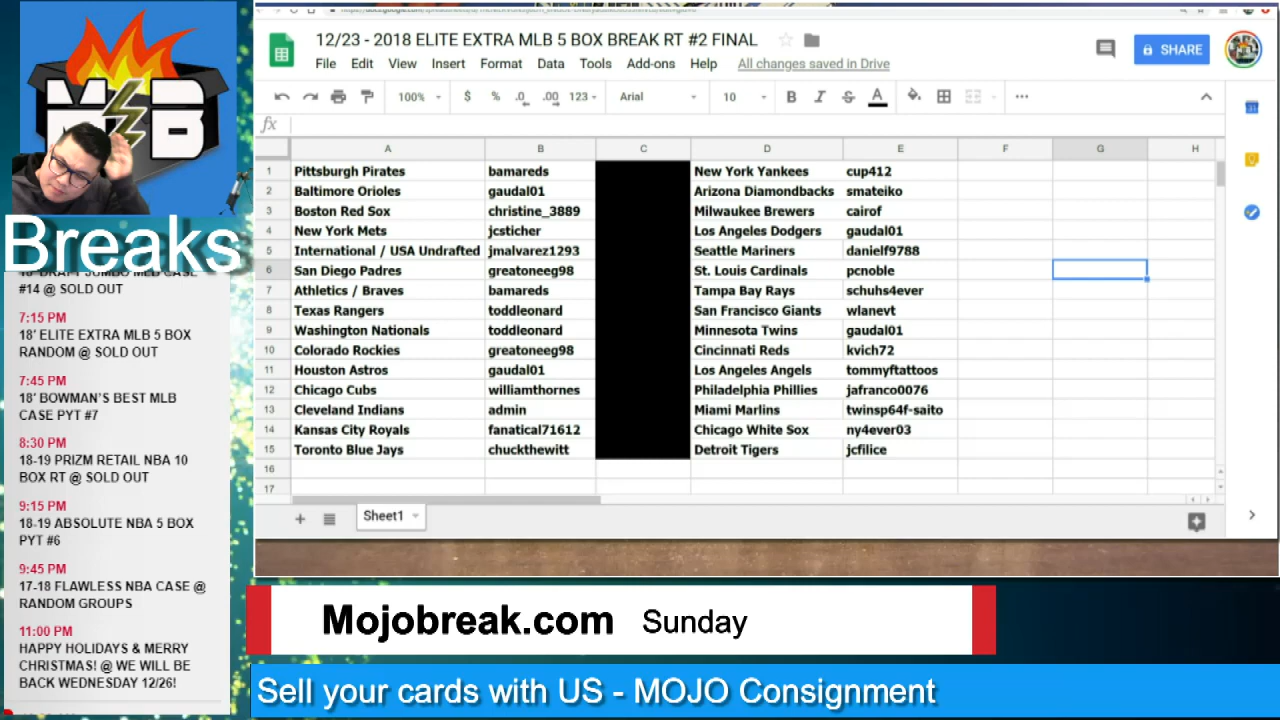 12/23 - 2018 ELITE EXTRA MLB 5 BOX BREAK RT #2 FINAL
File Edit View Insert Format Data Tools Add-ons Help All changes saved in Drive
SHARE
100% $ % .0 .00 123 Arial 10 B I S A
fx
A B C D E F G H
1 Pittsburgh Pirates bamareds New York Yankees cup412
2 Baltimore Orioles gaudal01 Arizona Diamondbacks smateiko
3 Boston Red Sox christine_3889 Milwaukee Brewers cairof
4 New York Mets jcsticher Los Angeles Dodgers gaudal01
5 International / USA Undrafted jmalvarez1293 Seattle Mariners danielf9788
6 San Diego Padres greatoneeg98 St. Louis Cardinals pcnoble
7 Athletics / Braves bamareds Tampa Bay Rays schuhs4ever
8 Texas Rangers toddleonard San Francisco Giants wlanevt
9 Washington Nationals toddleonard Minnesota Twins gaudal01
10 Colorado Rockies greatoneeg98 Cincinnati Reds kvich72
11 Houston Astros gaudal01 Los Angeles Angels tommyftattoos
12 Chicago Cubs williamthornes Philadelphia Phillies jafranco0076
13 Cleveland Indians admin Miami Marlins twinsp64f-saito
14 Kansas City Royals fanatical71612 Chicago White Sox ny4ever03
15 Toronto Blue Jays chuckthewitt Detroit Tigers jcfilice
16
17
Sheet1
M B
Breaks
18' DRAFT JUMBO MLB CASE
#14 @ SOLD OUT
7:15 PM
18' ELITE EXTRA MLB 5 BOX
RANDOM @ SOLD OUT
7:45 PM
18' BOWMAN'S BEST MLB
CASE PYT #7
8:30 PM
18-19 PRIZM RETAIL NBA 10
BOX RT @ SOLD OUT
9:15 PM
18-19 ABSOLUTE NBA 5 BOX
PYT #6
9:45 PM
17-18 FLAWLESS NBA CASE @
RANDOM GROUPS
11:00 PM
HAPPY HOLIDAYS & MERRY
CHRISTMAS! @ WE WILL BE
BACK WEDNESDAY 12/26!
Mojobreak.com Sunday
Sell your cards with US - MOJO Consignment